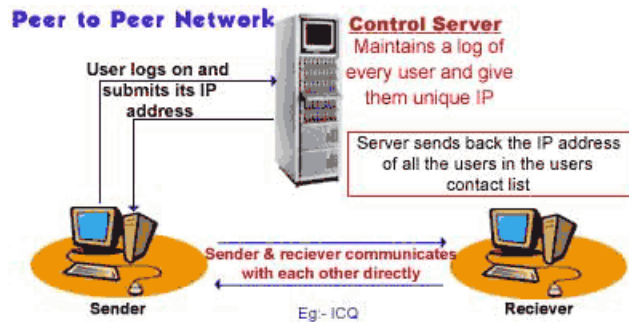 Peer to Peer Network
Control Server
Maintains a log of
every user and give
them unique IP
User logs on and
submits its IP
address
Server sends back the IP address
of all the users in the users
contact list
Sender & reciever communicates
with each other directly
Sender
Reciever
Eg:- ICQ